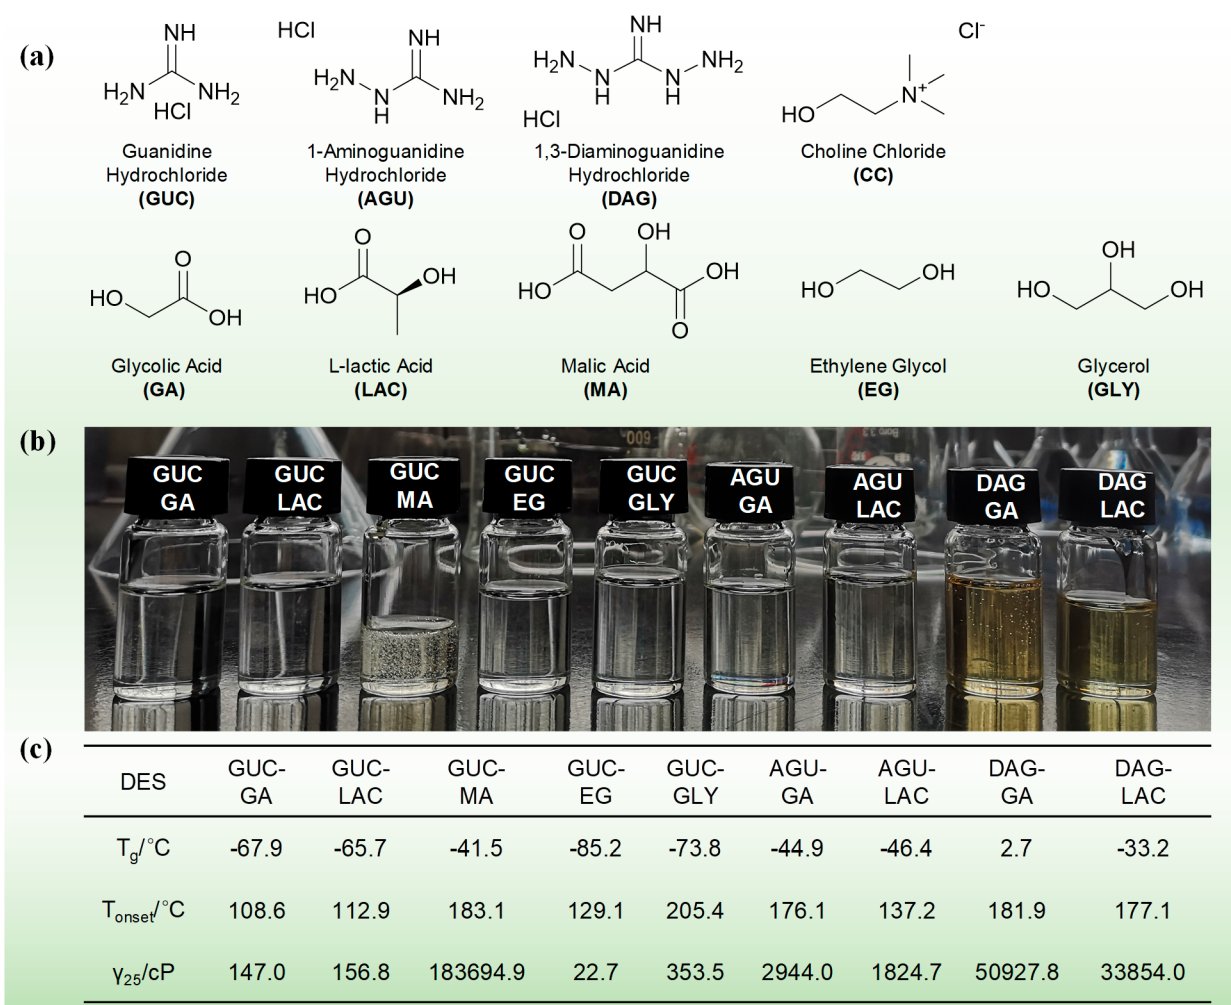 (a)
NH
H₂N
NH₂
HCl
Guanidine
Hydrochloride
(GUC)
HCl
NH
H₂N
N
H
NH₂
1-Aminoguanidine
Hydrochloride
(AGU)
NH
H₂N
N
H
N
H
NH₂
HCl
1,3-Diaminoguanidine
Hydrochloride
(DAG)
Cl⁻
HO
N⁺
Choline Chloride
(CC)
O
HO
OH
Glycolic Acid
(GA)
O
HO
OH
L-lactic Acid
(LAC)
O
OH
HO
OH
O
Malic Acid
(MA)
HO
OH
Ethylene Glycol
(EG)
OH
HO
OH
Glycerol
(GLY)
(b)
600
GUC
GA
GUC
LAC
GUC
MA
GUC
EG
GUC
GLY
AGU
GA
AGU
LAC
DAG
GA
DAG
LAC
(c)
DES GUC-GA GUC-LAC GUC-MA GUC-EG GUC-GLY AGU-GA AGU-LAC DAG-GA DAG-LAC
Tg/°C -67.9 -65.7 -41.5 -85.2 -73.8 -44.9 -46.4 2.7 -33.2
Tonset/°C 108.6 112.9 183.1 129.1 205.4 176.1 137.2 181.9 177.1
γ₂₅/cP 147.0 156.8 183694.9 22.7 353.5 2944.0 1824.7 50927.8 33854.0